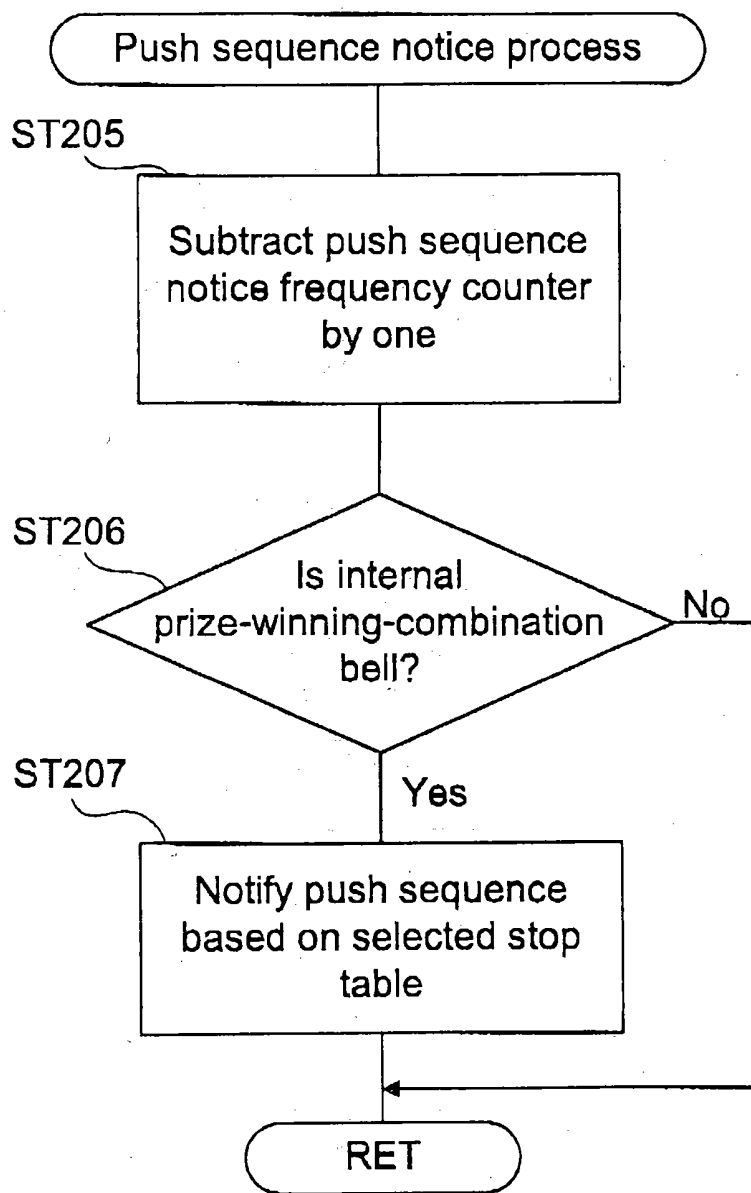 Push sequence notice process
ST205
Subtract push sequence
notice frequency counter
by one
ST206
Is internal
prize-winning-combination
bell?
No
ST207
Yes
Notify push sequence
based on selected stop
table
RET